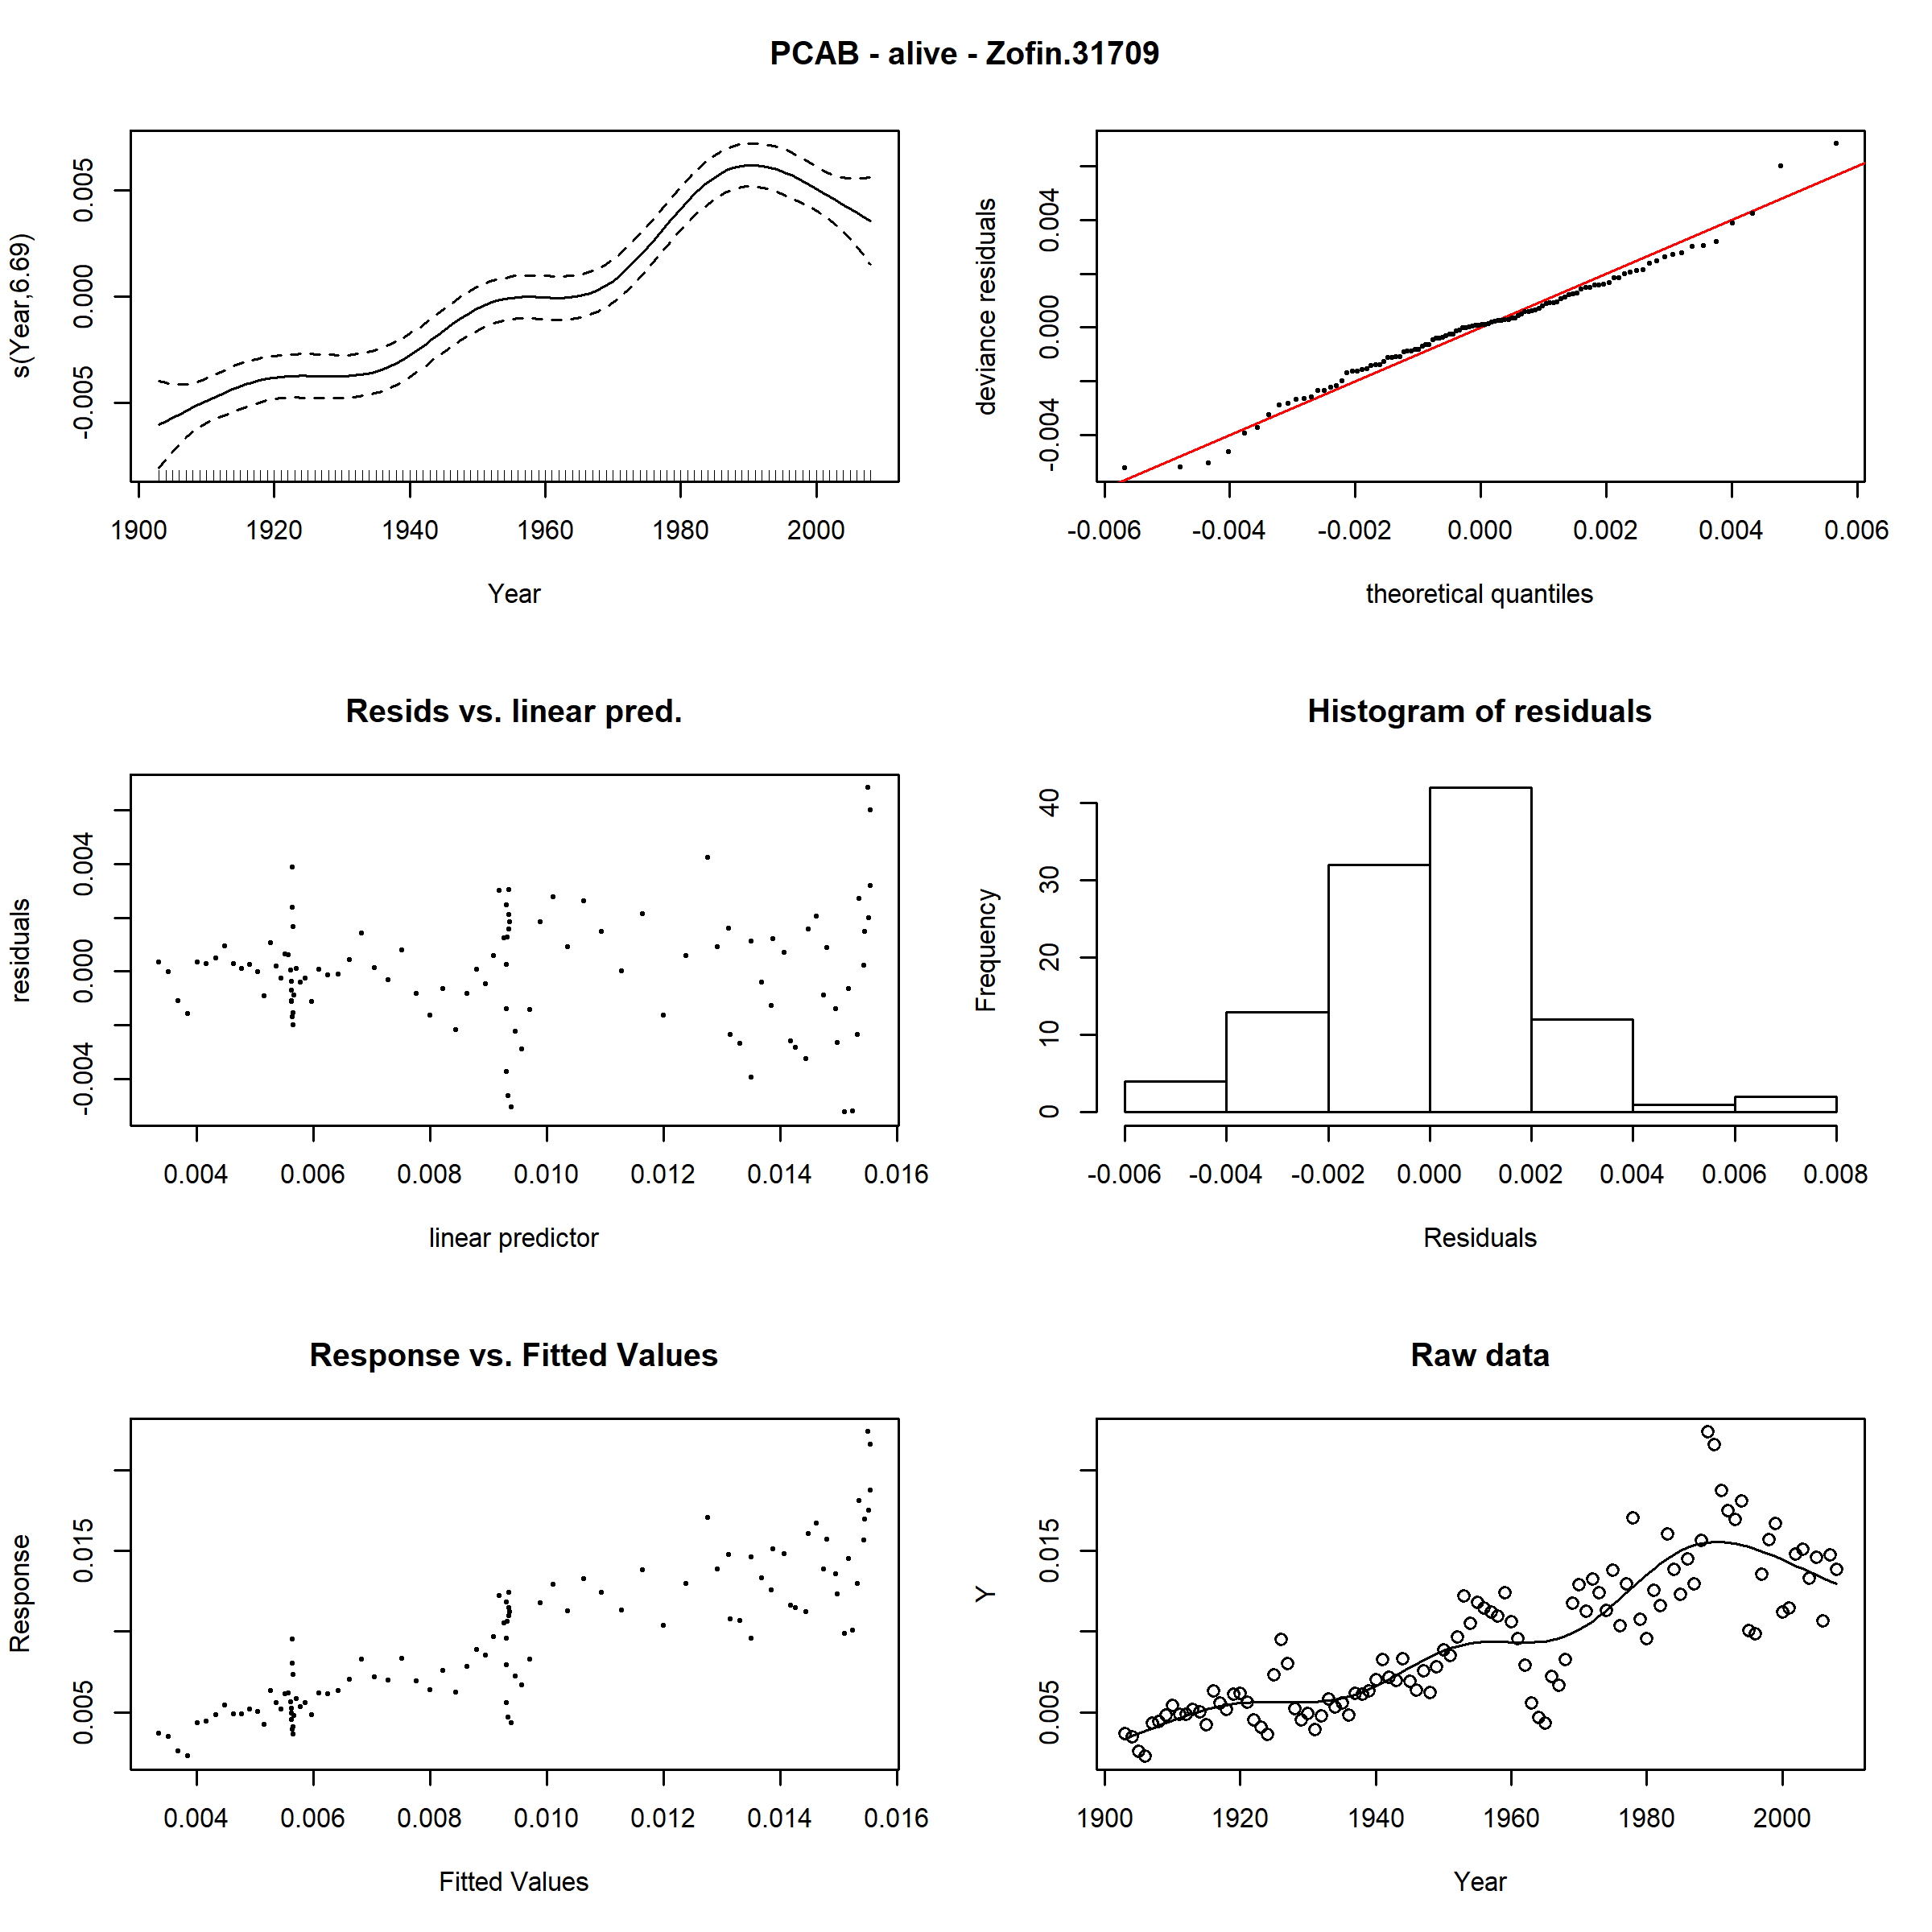 PCAB - alive - Zofin.31709
s(Year,6.69)
0.005
0.000
-0.005
1900 1920 1940 1960 1980 2000
Year
deviance residuals
0.004
0.000
-0.004
-0.006 -0.004 -0.002 0.000 0.002 0.004 0.006
theoretical quantiles
Resids vs. linear pred.
residuals
0.004
0.000
-0.004
0.004 0.006 0.008 0.010 0.012 0.014 0.016
linear predictor
Histogram of residuals
Frequency
40
30
20
10
0
-0.006 -0.004 -0.002 0.000 0.002 0.004 0.006 0.008
Residuals
Response vs. Fitted Values
Response
0.015
0.005
0.004 0.006 0.008 0.010 0.012 0.014 0.016
Fitted Values
Raw data
Y
0.015
0.005
1900 1920 1940 1960 1980 2000
Year